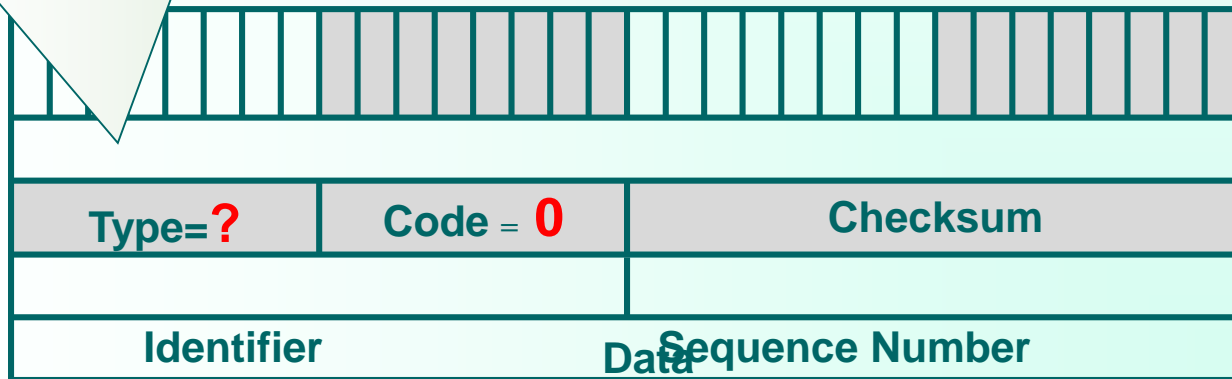 Type=? Code = 0 Checksum
Identifier Data Sequence Number